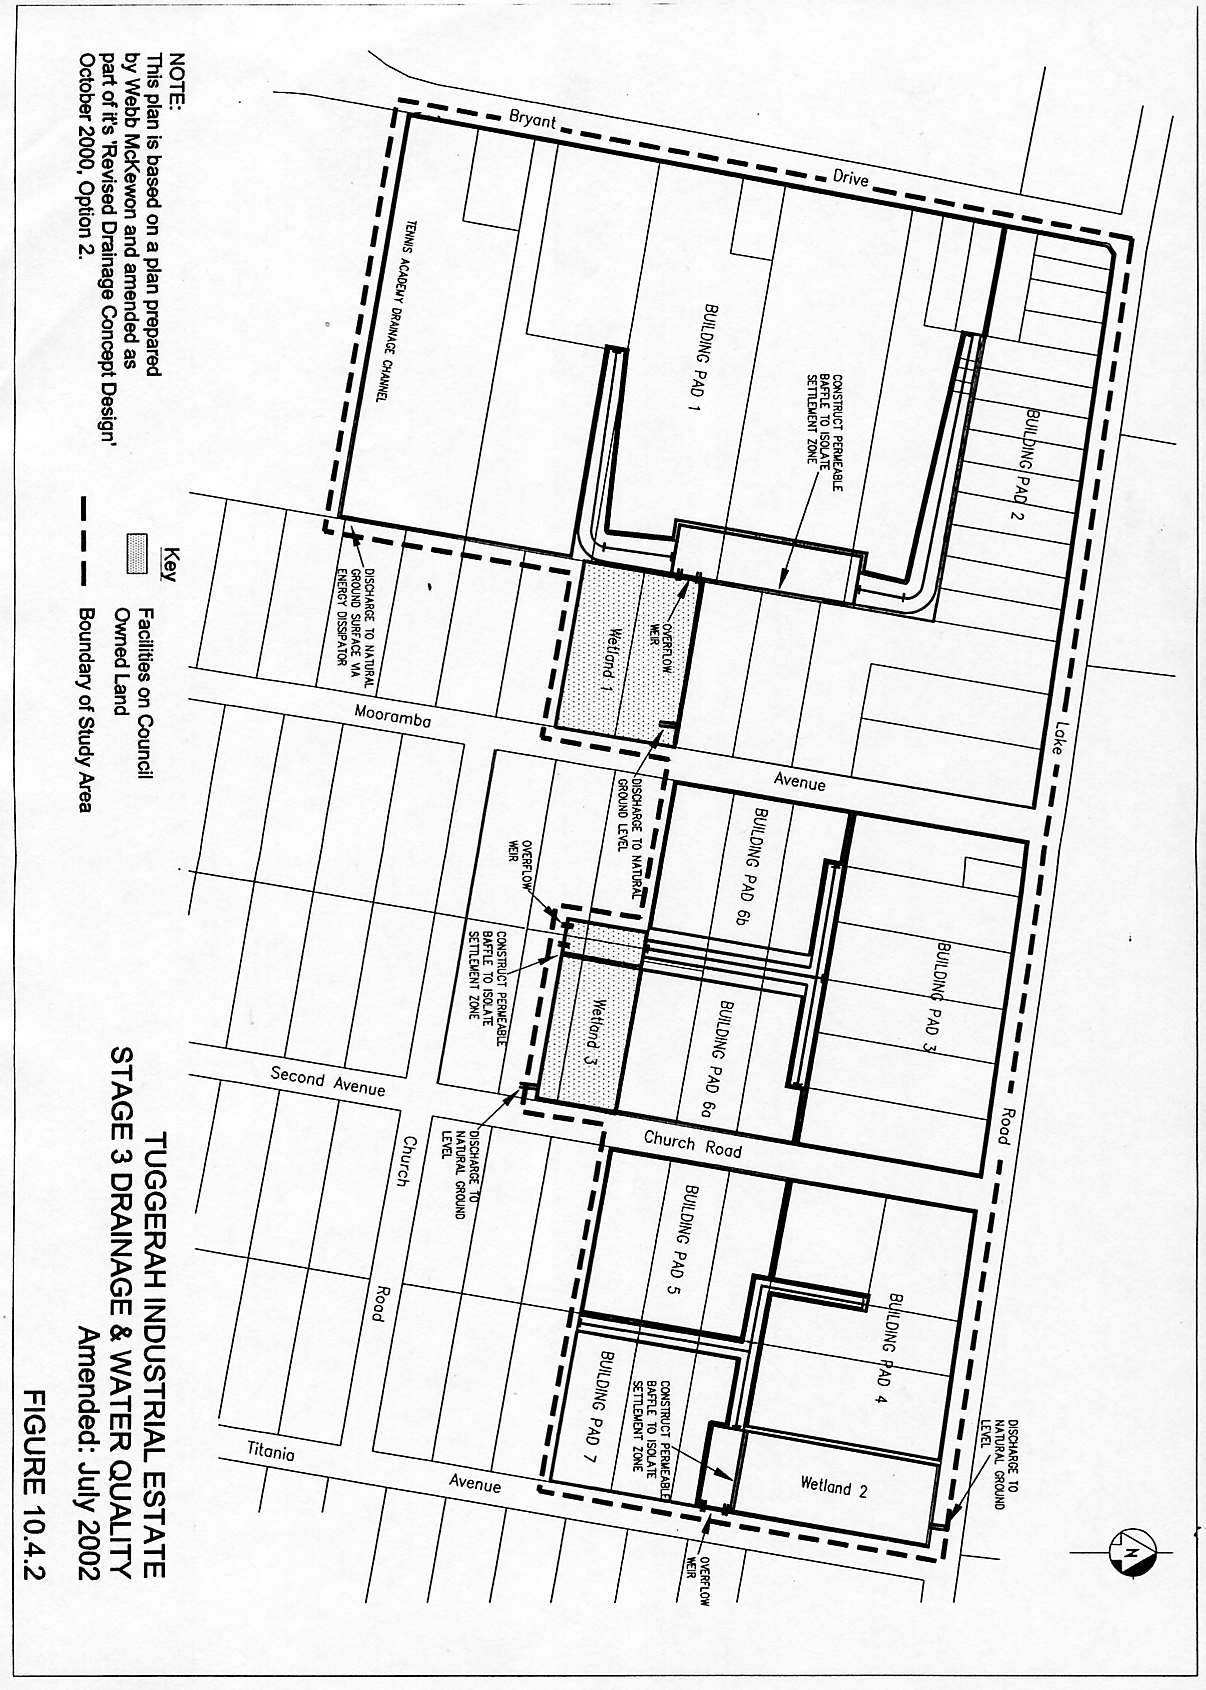 Bryant
Drive
TENNIS ACADEMY DRAINAGE CHANNEL
BUILDING PAD 1
CONSTRUCT PERMEABLE
BAFFLE TO ISOLATE
SETTLEMENT ZONE
BUILDING PAD 2
Lake
Road
OVERFLOW
WEIR
Wetland 1
DISCHARGE TO NATURAL
GROUND SURFACE VIA
ENERGY DISSIPATOR
Mooramba
Avenue
DISCHARGE TO NATURAL
GROUND LEVEL
BUILDING PAD 6b
BUILDING PAD 3
OVERFLOW
WEIR
CONSTRUCT PERMEABLE
BAFFLE TO ISOLATE
SETTLEMENT ZONE
Wetland 3
BUILDING PAD 6a
Second Avenue
Church Road
Church
Road
DISCHARGE TO
NATURAL GROUND
LEVEL
BUILDING PAD 5
BUILDING PAD 4
BUILDING PAD 7
CONSTRUCT PERMEABLE
BAFFLE TO ISOLATE
SETTLEMENT ZONE
Wetland 2
DISCHARGE TO
NATURAL GROUND
LEVEL
OVERFLOW
WEIR
Titania
Avenue
N
NOTE:
This plan is based on a plan prepared
by Webb McKewon and amended as
part of it's 'Revised Drainage Concept Design'
October 2000, Option 2.
Key
Facilities on Council
Owned Land
Boundary of Study Area
TUGGERAH INDUSTRIAL ESTATE
STAGE 3 DRAINAGE & WATER QUALITY
Amended: July 2002
FIGURE 10.4.2